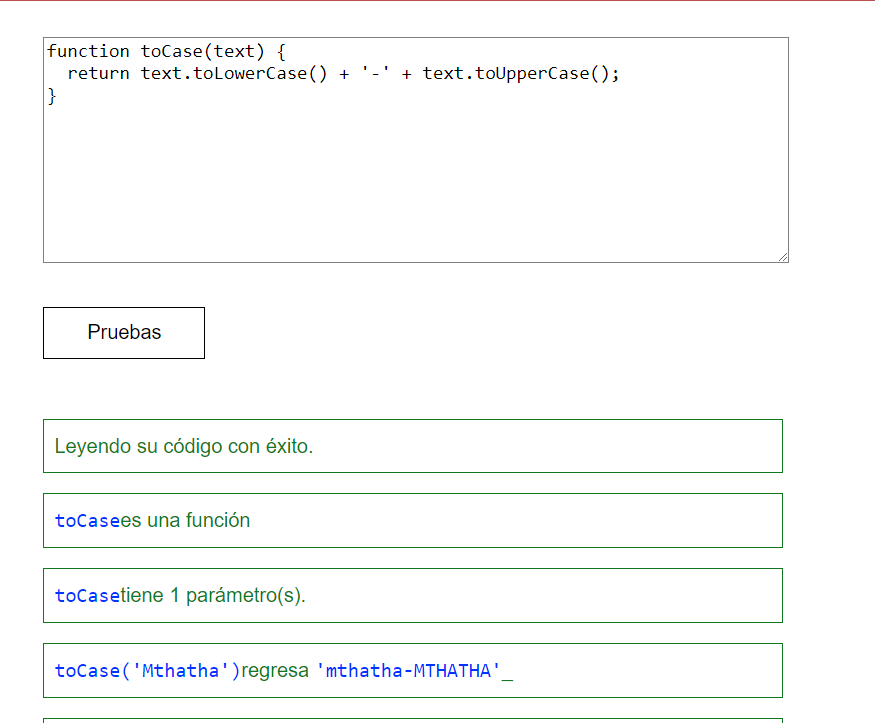 function toCase(text) {
  return text.toLowerCase() + '-' + text.toUpperCase();
}
Pruebas
Leyendo su código con éxito.
toCasees una función
toCasetiene 1 parámetro(s).
toCase('Mthatha')regresa 'mthatha-MTHATHA'_